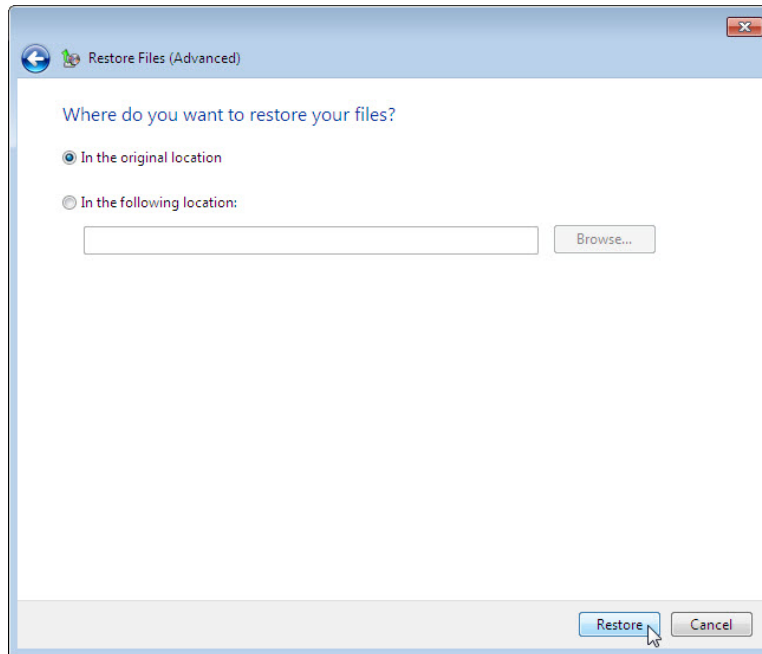 Restore Files (Advanced)
Where do you want to restore your files?
In the original location
In the following location:
Browse...
Restore
Cancel